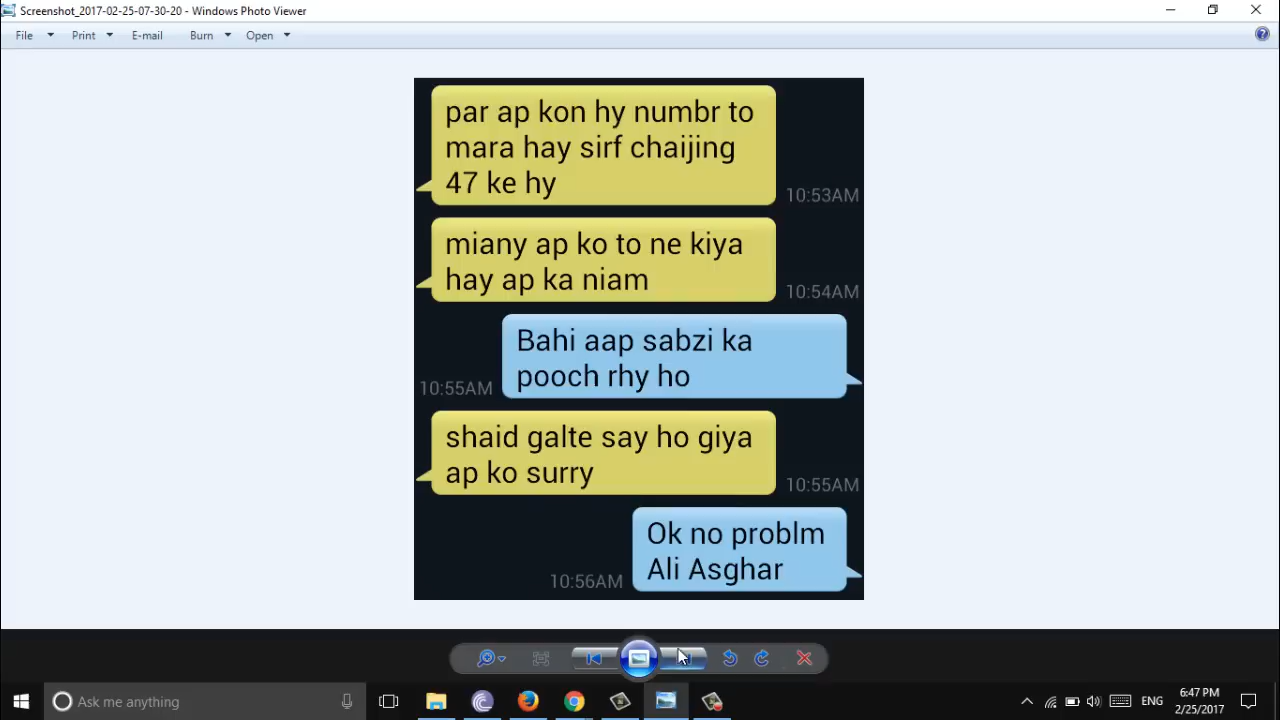 Screenshot_2017-02-25-07-30-20 - Windows Photo Viewer
File Print E-mail Burn Open
par ap kon hy numbr to
mara hay sirf chaijing
47 ke hy
10:53AM
miany ap ko to ne kiya
hay ap ka niam
10:54AM
Bahi aap sabzi ka
pooch rhy ho
10:55AM
shaid galte say ho giya
ap ko surry
10:55AM
Ok no problm
Ali Asghar
10:56AM
Ask me anything
ENG
6:47 PM
2/25/2017